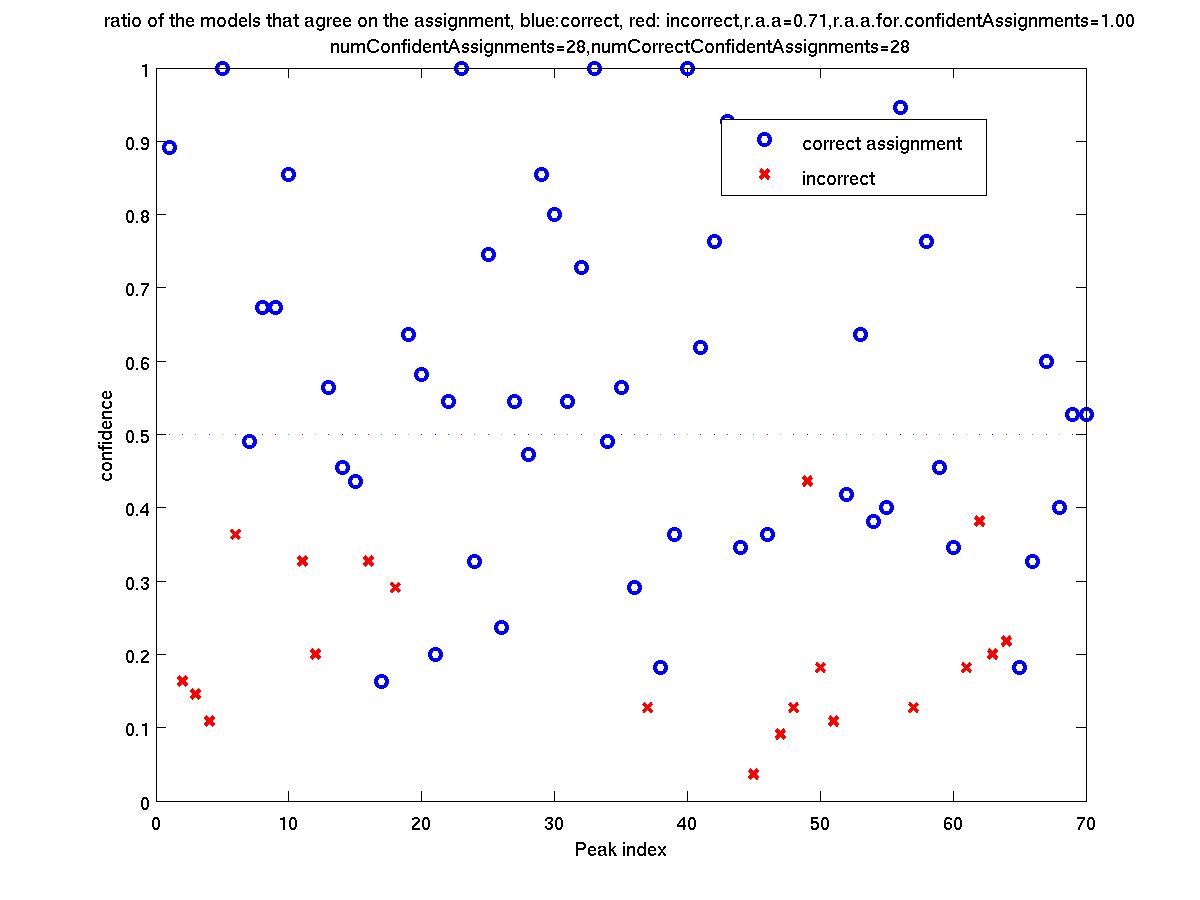 ratio of the models that agree on the assignment, blue:correct, red: incorrect,r.a.a=0.71,r.a.a.for.confidentAssignments=1.00
numConfidentAssignments=28,numCorrectConfidentAssignments=28
1
0.9
0.8
0.7
0.6
0.5
0.4
0.3
0.2
0.1
0
confidence
correct assignment
incorrect
0 10 20 30 40 50 60 70
Peak index